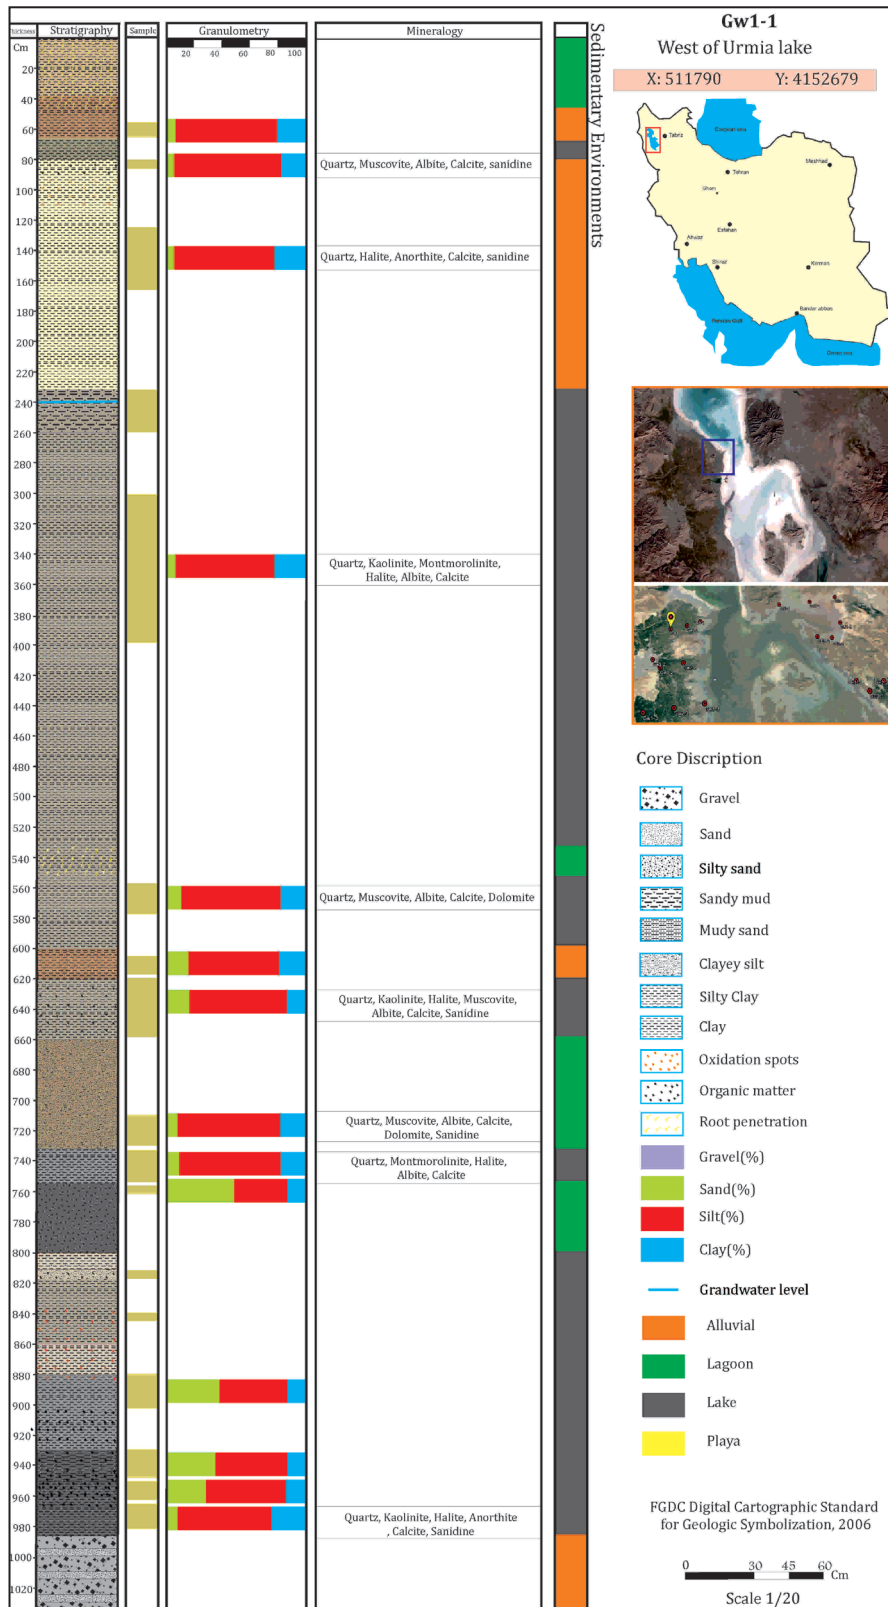 Gw1-1
West of Urmia lake
X: 511790 Y: 4152679
thickness
Stratigraphy
Sample
Granulometry
Mineralogy
Sedimentary Environments
Cm
20 40 60 80 100
20
40
60
80
100
120
140
160
180
200
220
240
260
280
300
320
340
360
380
400
420
440
460
480
500
520
540
560
580
600
620
640
660
680
700
720
740
760
780
800
820
840
860
880
900
920
940
960
980
1000
1020
Quartz, Muscovite, Albite, Calcite, sanidine
Quartz, Halite, Anorthite, Calcite, sanidine
Quartz, Kaolinite, Montmorolinite,
Halite, Albite, Calcite
Quartz, Muscovite, Albite, Calcite, Dolomite
Quartz, Kaolinite, Halite, Muscovite,
Albite, Calcite, Sanidine
Quartz, Muscovite, Albite, Calcite,
Dolomite, Sanidine
Quartz, Montmorolinite, Halite,
Albite, Calcite
Quartz, Kaolinite, Halite, Anorthite
, Calcite, Sanidine
Tabriz
Mashhad
Tehran
Ghom
Esfehan
Ahwaz
Shiraz
Kerman
Bandar abbas
Core Discription
Gravel
Sand
Silty sand
Sandy mud
Mudy sand
Clayey silt
Silty Clay
Clay
Oxidation spots
Organic matter
Root penetration
Gravel(%)
Sand(%)
Silt(%)
Clay(%)
Grandwater level
Alluvial
Lagoon
Lake
Playa
FGDC Digital Cartographic Standard
for Geologic Symbolization, 2006
0 30 45 60 Cm
Scale 1/20